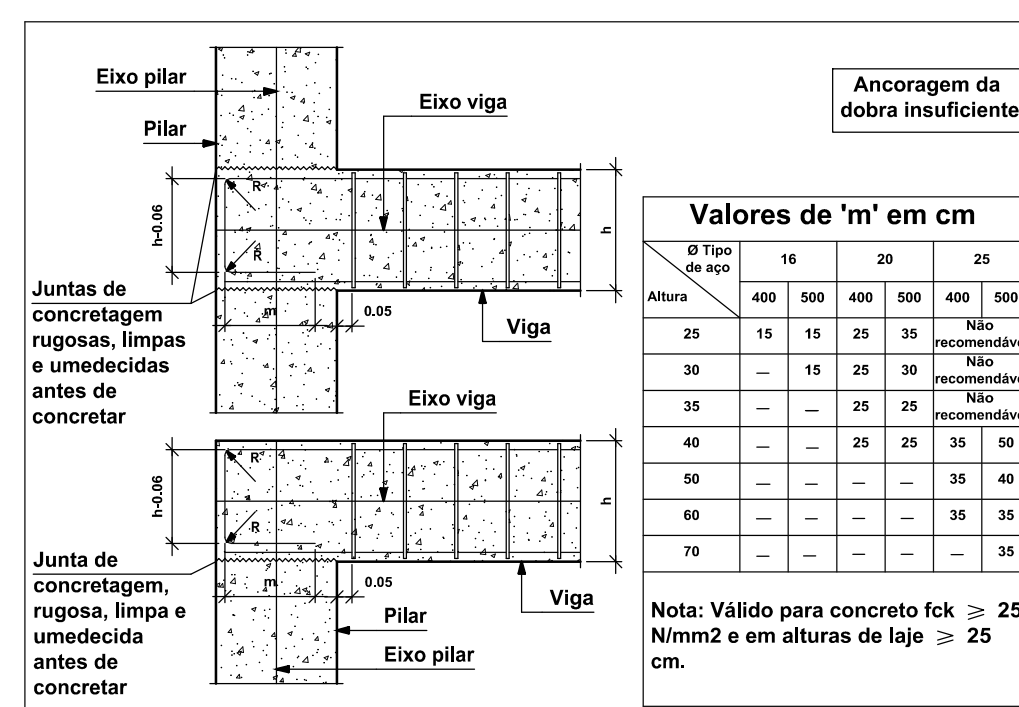 Eixo pilar
Pilar
Eixo viga
R
R
h-0.06
h
m
0.05
Viga
Juntas de
concretagem
rugosas, limpas
e umedecidas
antes de
concretar
Eixo viga
R
R
h-0.06
h
m
0.05
Viga
Pilar
Eixo pilar
Junta de
concretagem,
rugosa, limpa e
umedecida
antes de
concretar
Ancoragem da
dobra insuficiente
Valores de 'm' em cm
Ø Tipo
de aço
16 20 25
Altura 400 500 400 500 400 500
25 15 15 25 35 Não
recomendáve
30 — 15 25 30 Não
recomendáve
35 — — 25 25 Não
recomendáve
40 — — 25 25 35 50
50 — — — — 35 40
60 — — — — 35 35
70 — — — — — 35
Nota: Válido para concreto fck ⩾ 25
N/mm2 e em alturas de laje ⩾ 25
cm.